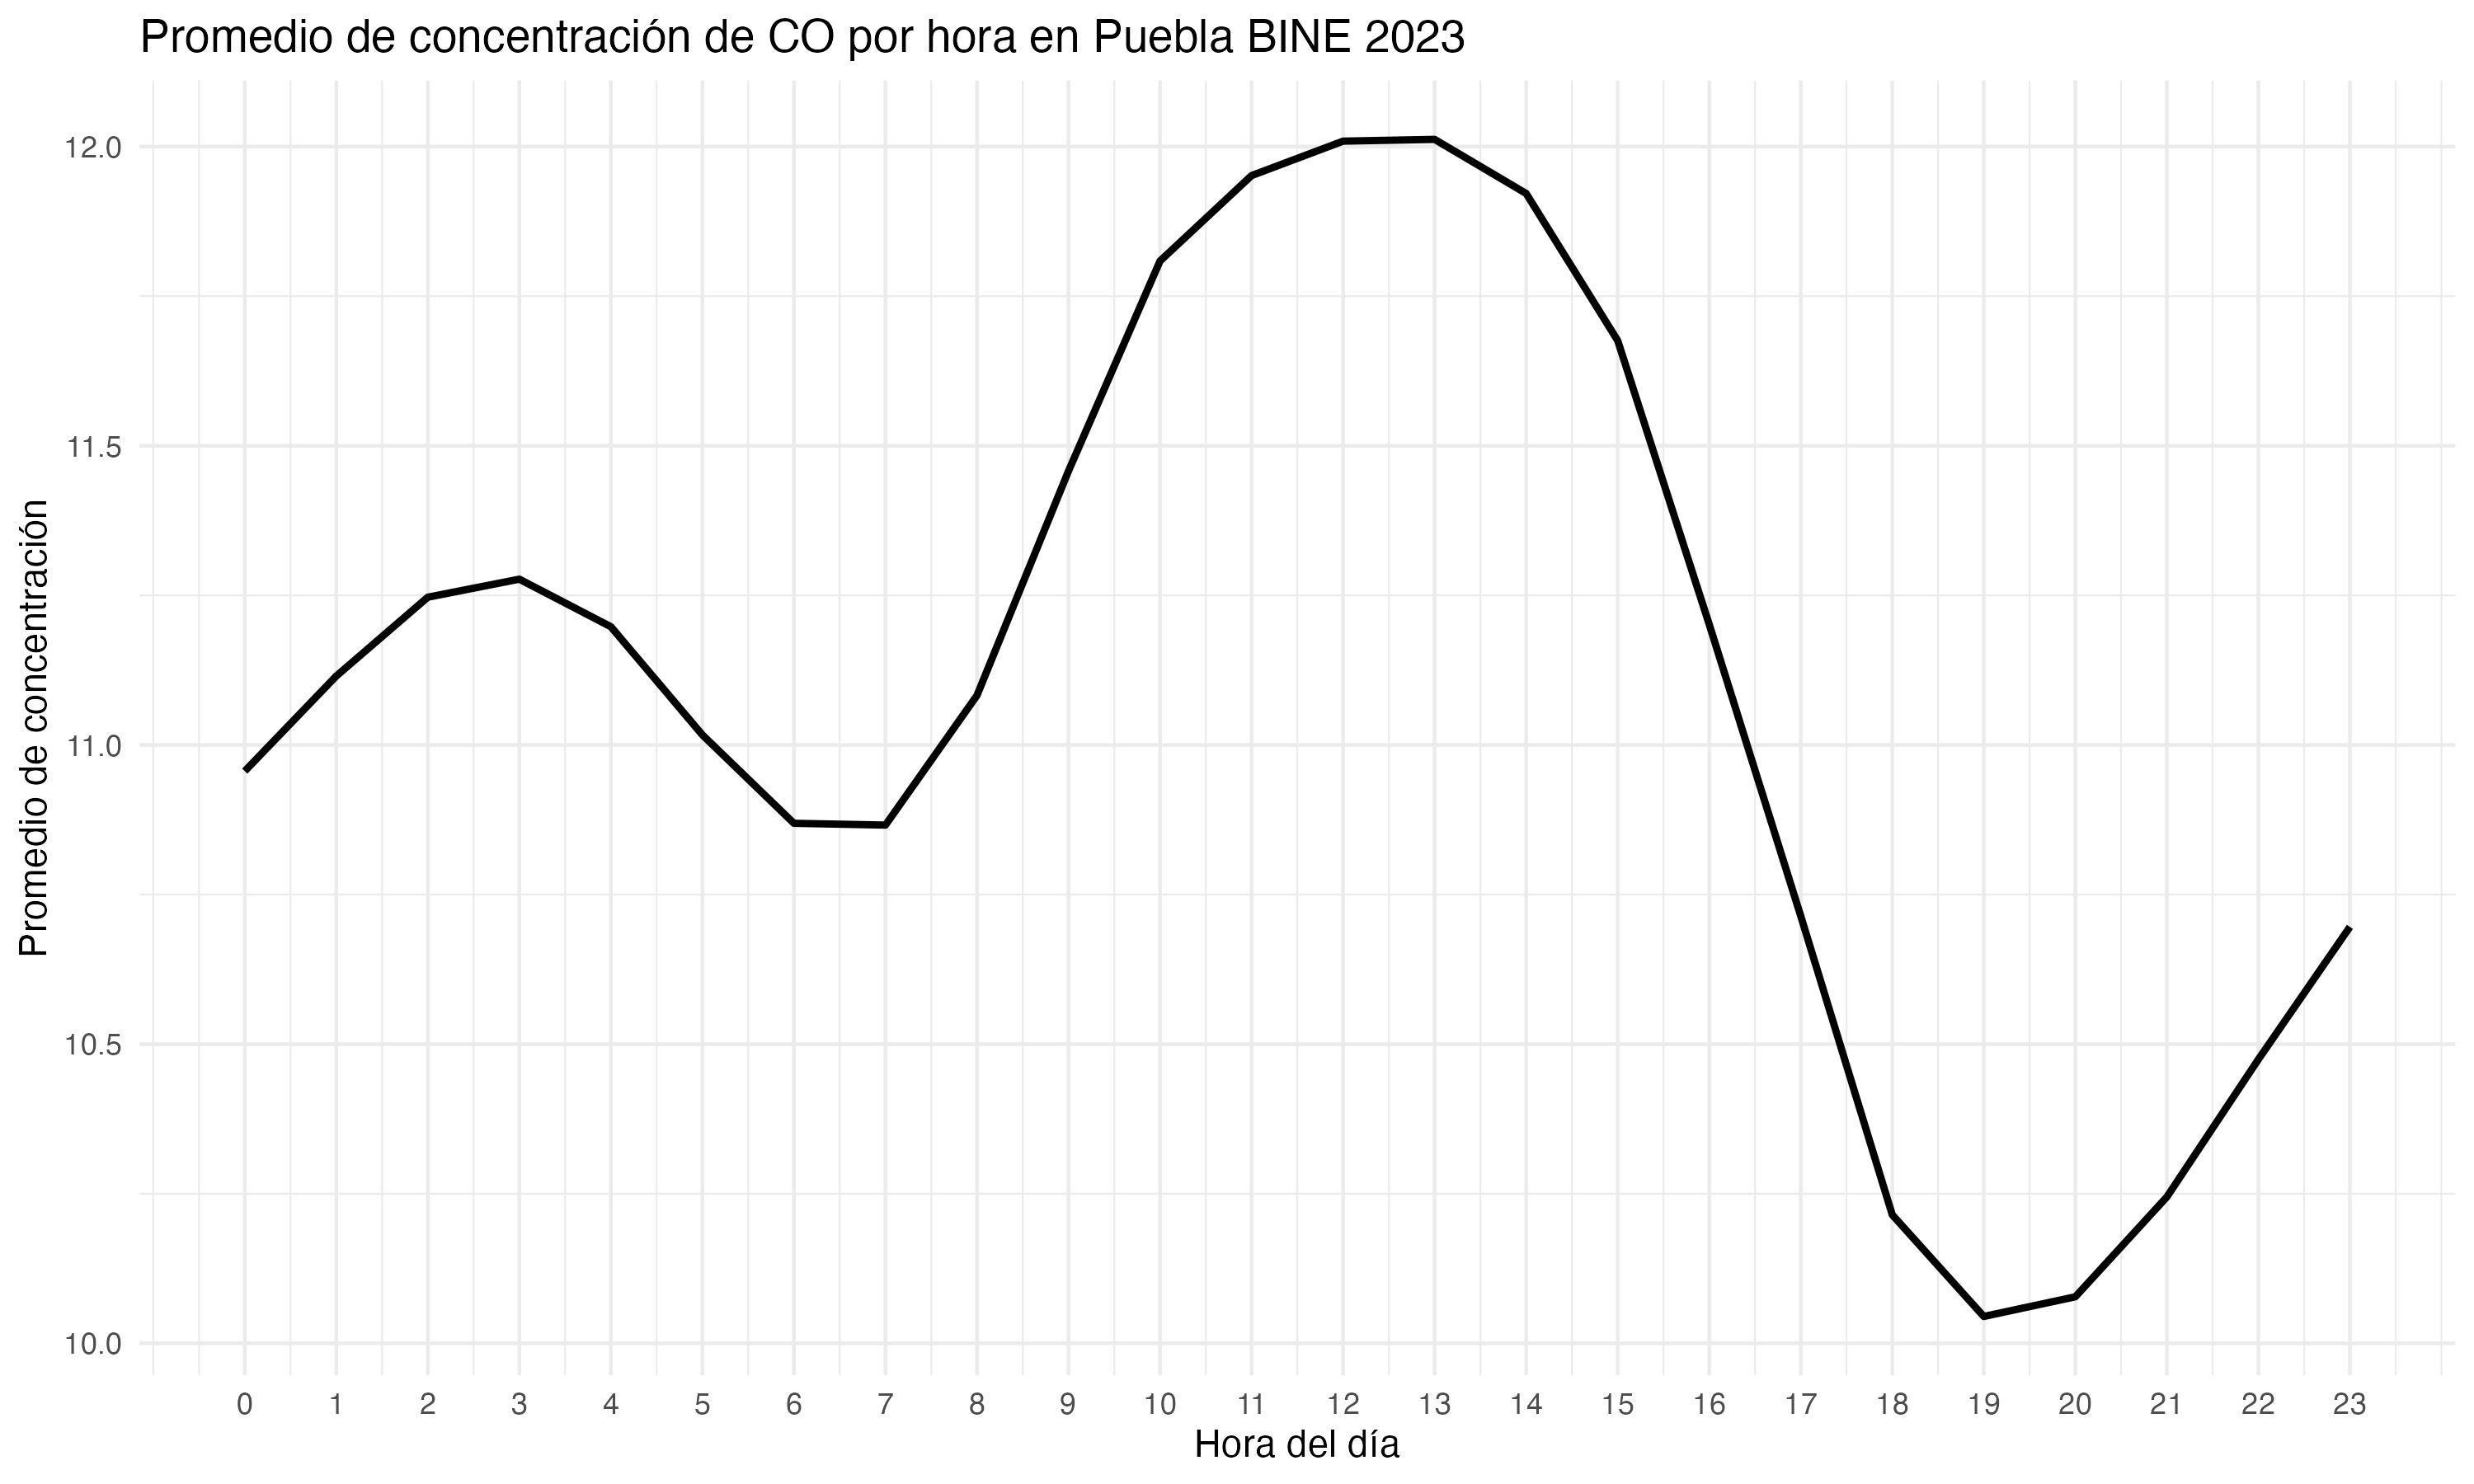 Promedio de concentración de CO por hora en Puebla BINE 2023
Promedio de concentración
12.0
11.5
11.0
10.5
10.0
0 1 2 3 4 5 6 7 8 9 10 11 12 13 14 15 16 17 18 19 20 21 22 23
Hora del día